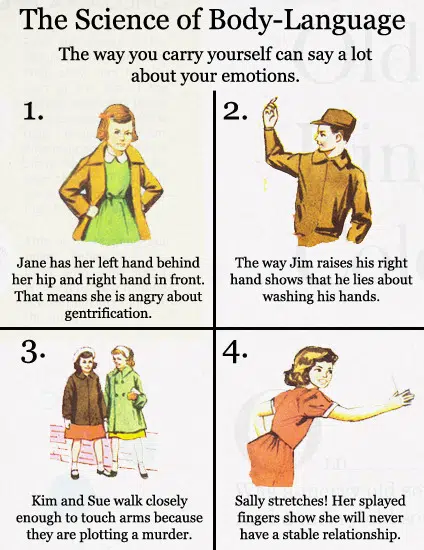 The Science of Body-Language
The way you carry yourself can say a lot
about your emotions.
1.
Jane has her left hand behind
her hip and right hand in front.
That means she is angry about
gentrification.
2.
The way Jim raises his right
hand shows that he lies about
washing his hands.
3.
Kim and Sue walk closely
enough to touch arms because
they are plotting a murder.
4.
Sally stretches! Her splayed
fingers show she will never
have a stable relationship.